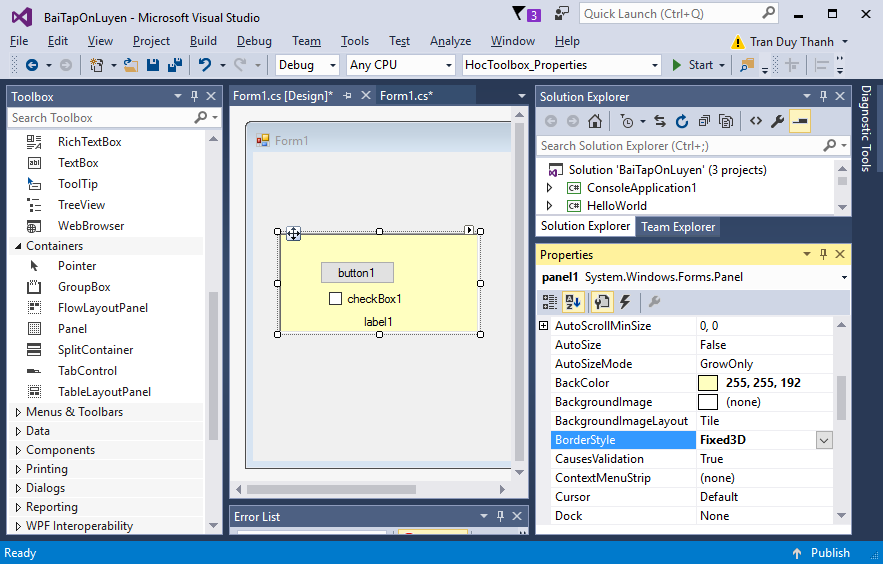 BaiTapOnLuyen - Microsoft Visual Studio
3
Quick Launch (Ctrl+Q)
File Edit View Project Build Debug Team Tools Test Analyze Window Help
Tran Duy Thanh
Debug Any CPU HocToolbox_Properties Start
Toolbox
Search Toolbox
RichTextBox
TextBox
ToolTip
TreeView
WebBrowser
Containers
Pointer
GroupBox
FlowLayoutPanel
Panel
SplitContainer
TabControl
TableLayoutPanel
Menus & Toolbars
Data
Components
Printing
Dialogs
Reporting
WPF Interoperability
Form1.cs [Design]* Form1.cs*
Form1
button1
checkBox1
label1
Error List
Solution Explorer
Search Solution Explorer (Ctrl+;)
Solution 'BaiTapOnLuyen' (3 projects)
C# ConsoleApplication1
C# HelloWorld
Solution Explorer Team Explorer
Properties
panel1 System.Windows.Forms.Panel
AutoScrollMinSize 0, 0
AutoSize False
AutoSizeMode GrowOnly
BackColor 255, 255, 192
BackgroundImage (none)
BackgroundImageLayout Tile
BorderStyle Fixed3D
CausesValidation True
ContextMenuStrip (none)
Cursor Default
Dock None
Diagnostic Tools
Ready
Publish